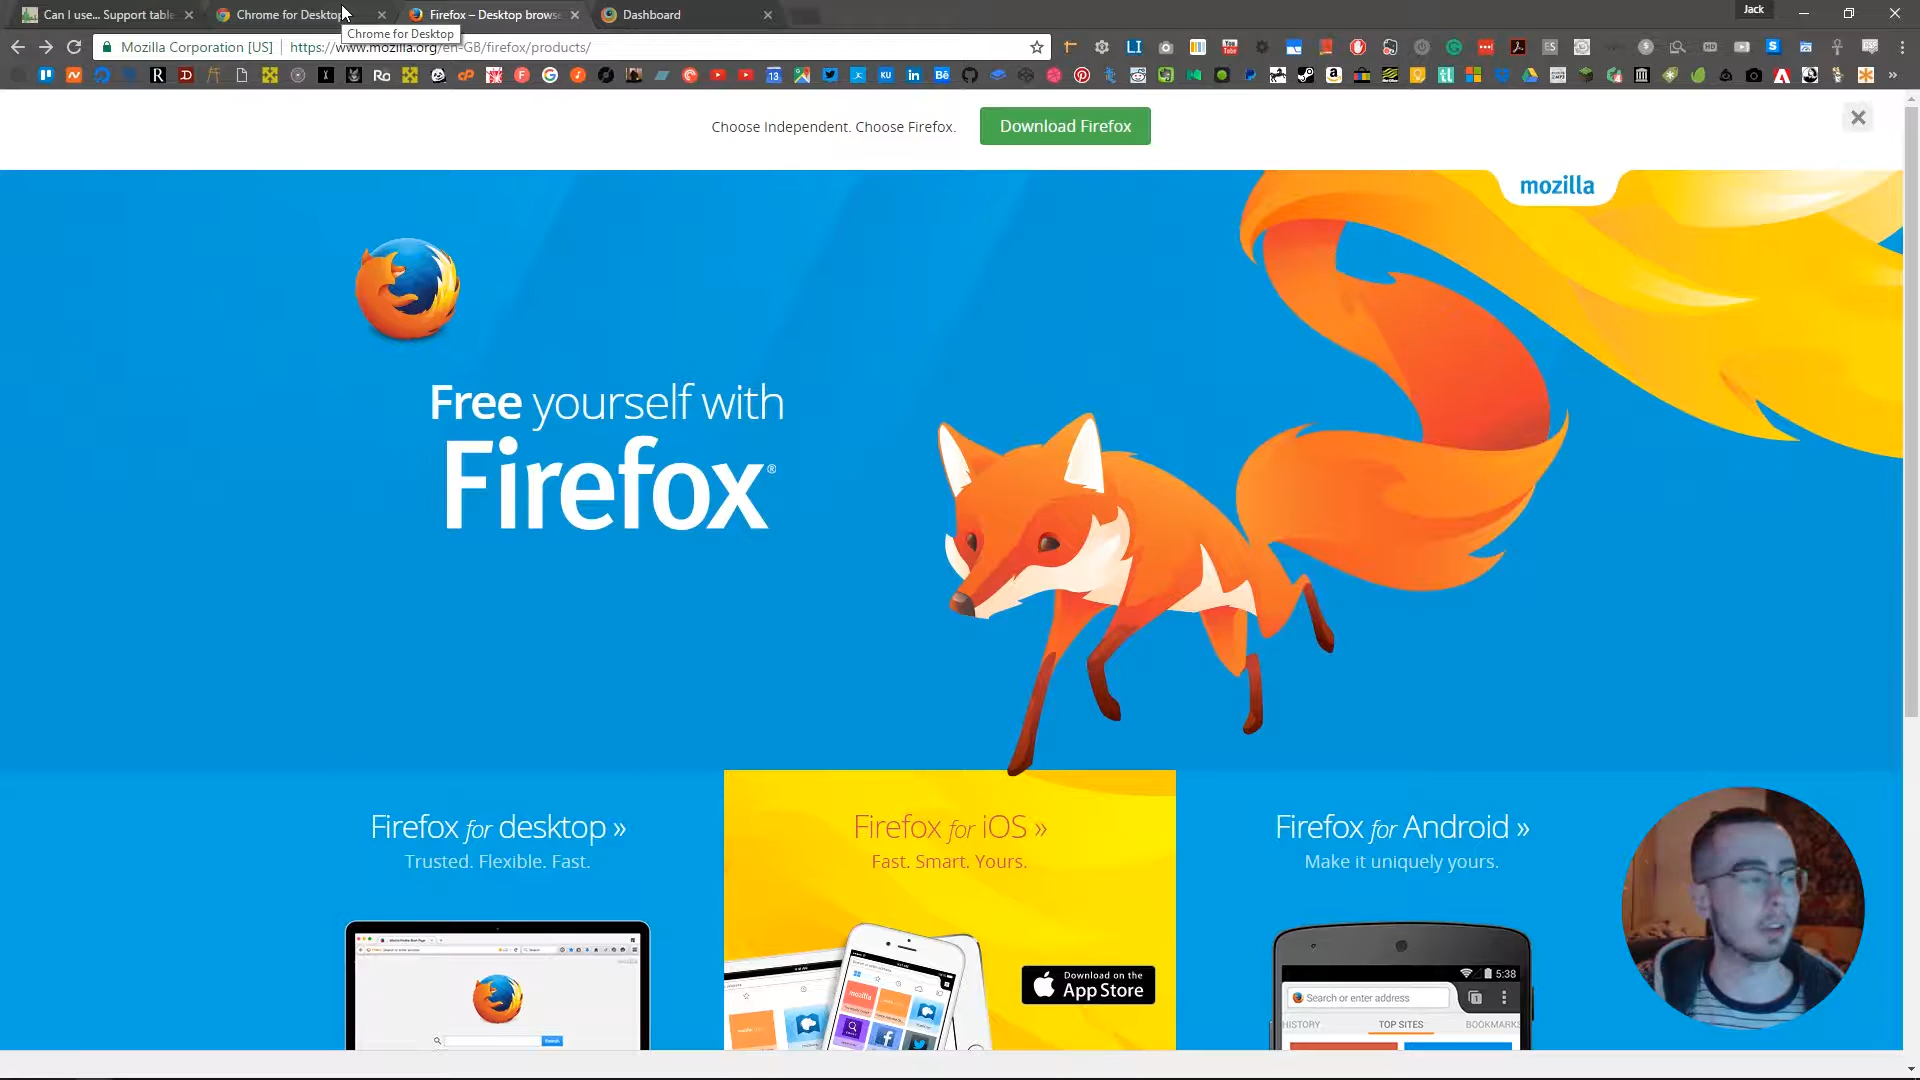 Can I use... Support table
Chrome for Desktop
Firefox – Desktop browse
Dashboard
Jack
Chrome for Desktop
Mozilla Corporation [US]
https://www.mozilla.org/en-GB/firefox/products/
Choose Independent. Choose Firefox.
Download Firefox
mozilla
Free yourself with
Firefox®
Firefox for desktop »
Trusted. Flexible. Fast.
Firefox for iOS »
Fast. Smart. Yours.
Firefox for Android »
Make it uniquely yours.
Download on the
App Store
5:38
Search or enter address
HISTORY
TOP SITES
BOOKMARKS